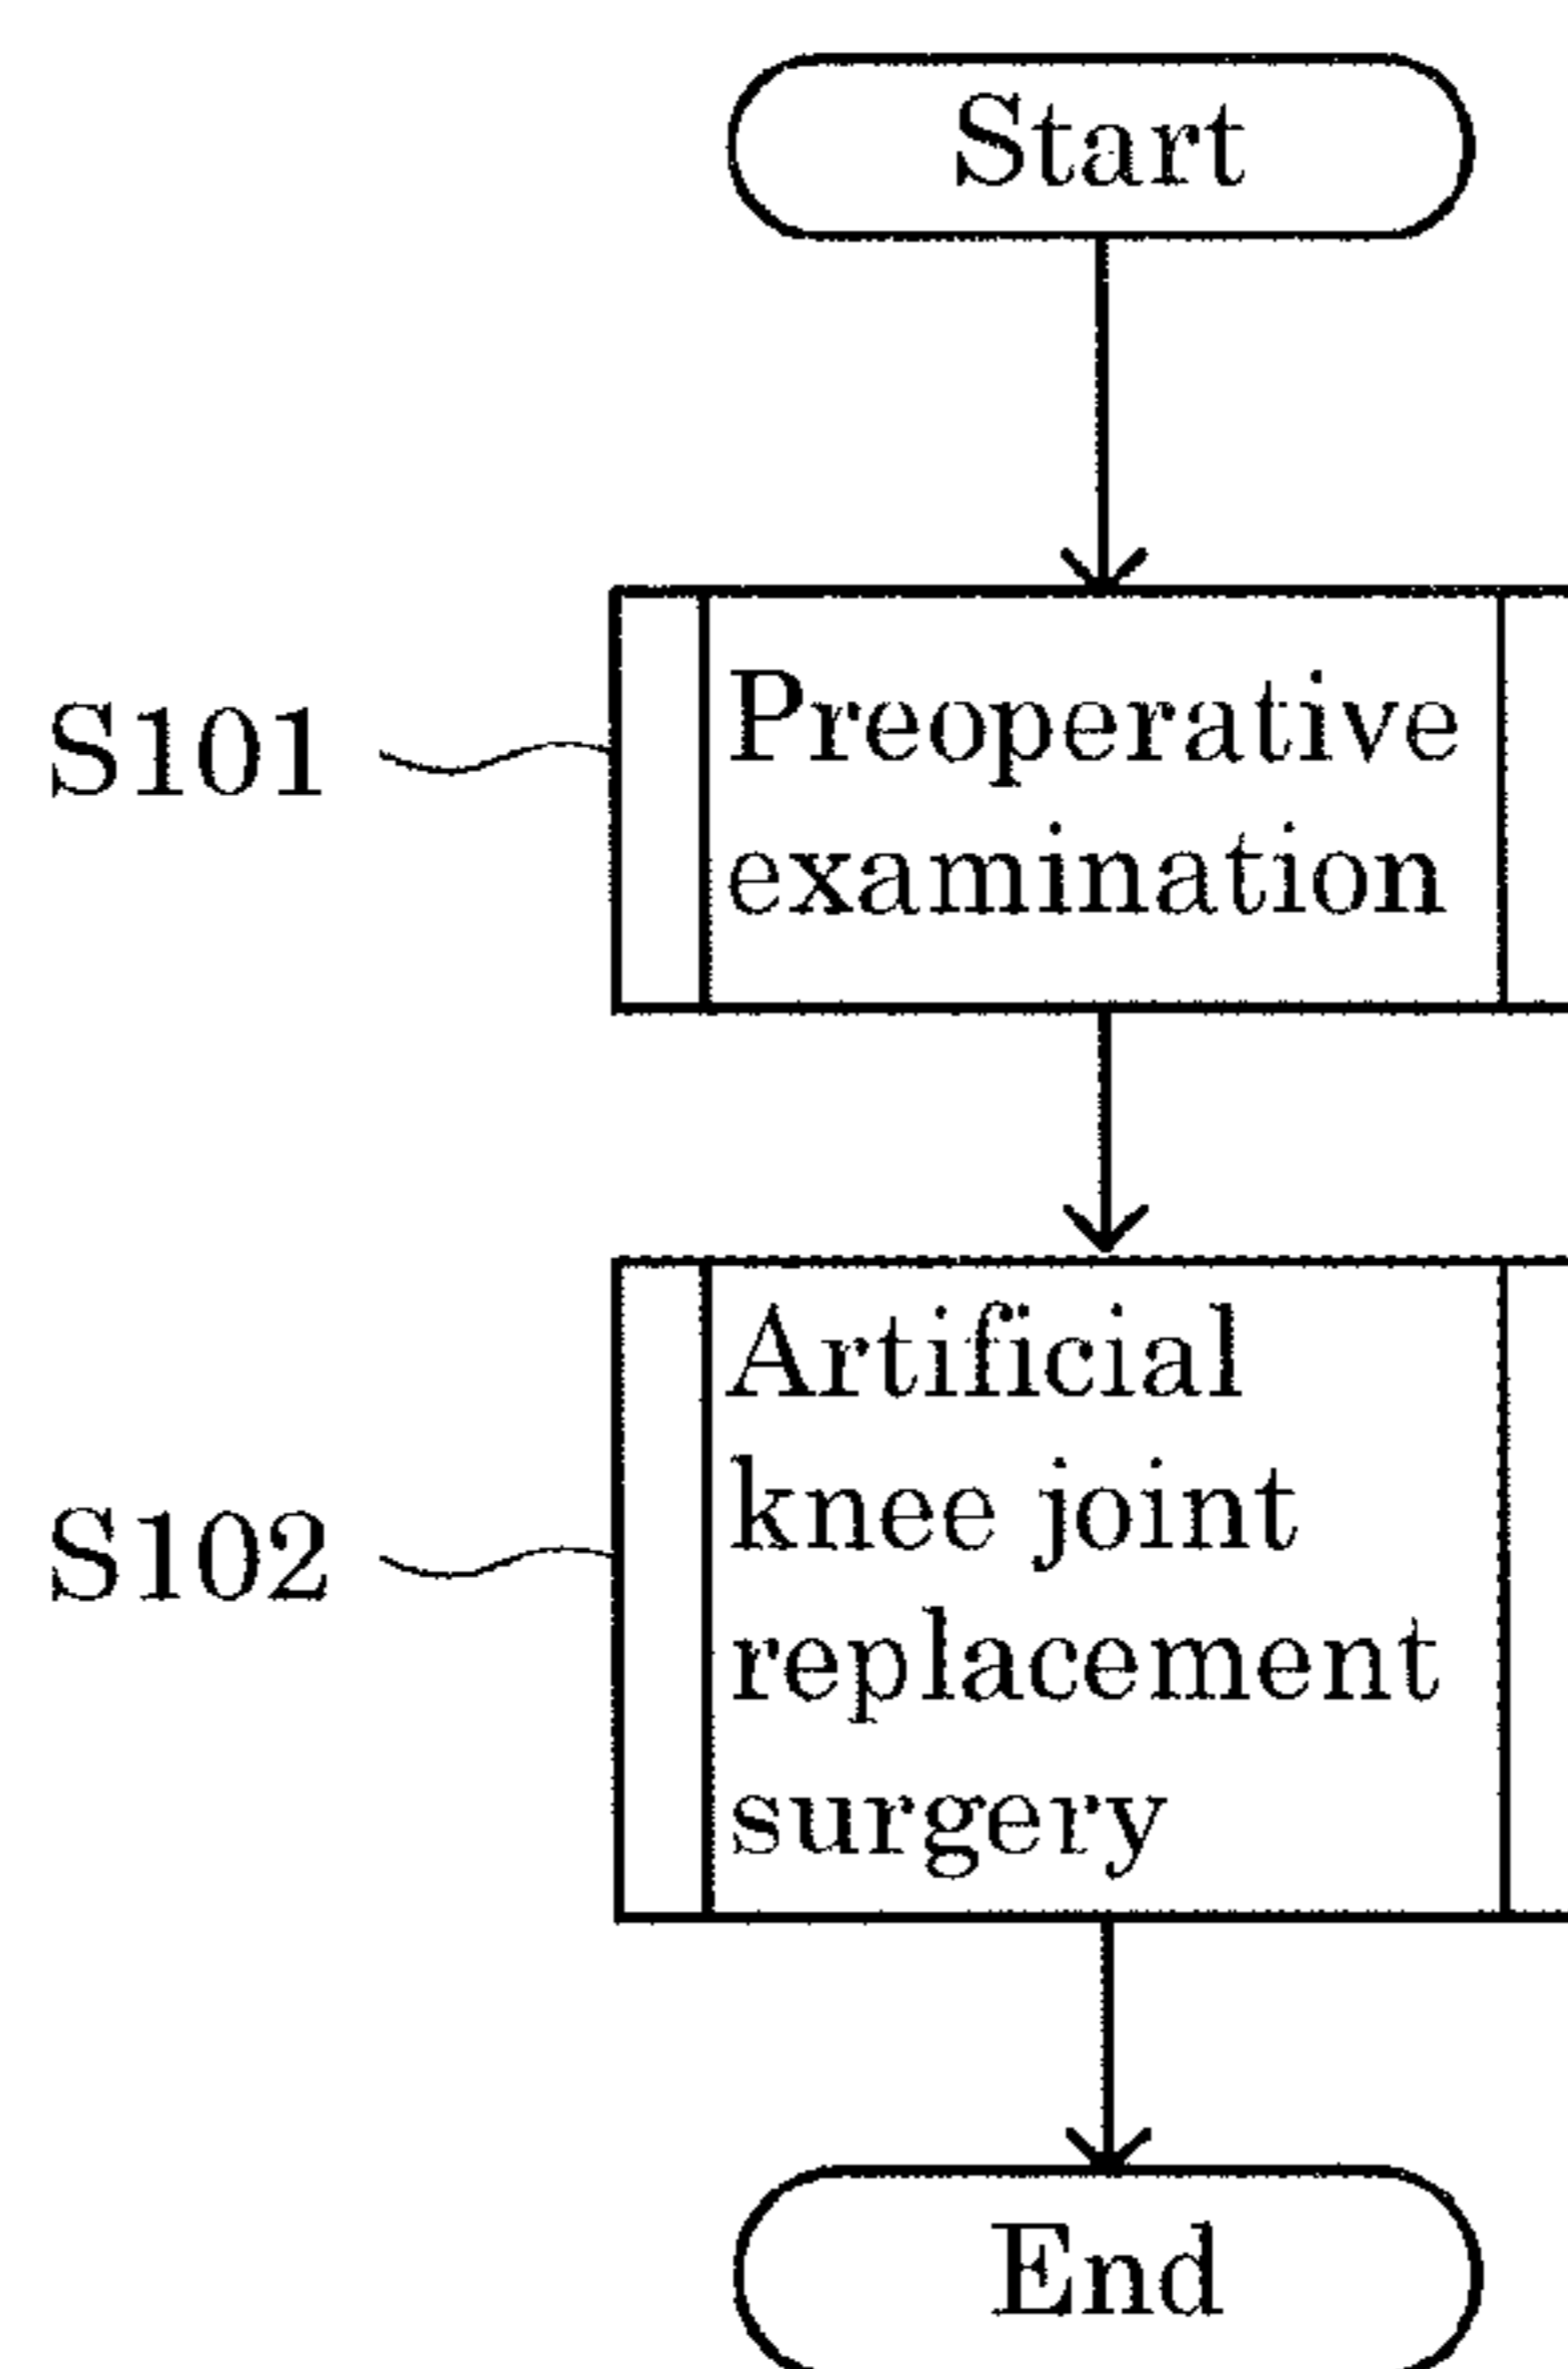 Start
S101
Preoperative
examination
S102
Artificial
knee joint
replacement
surgery
End